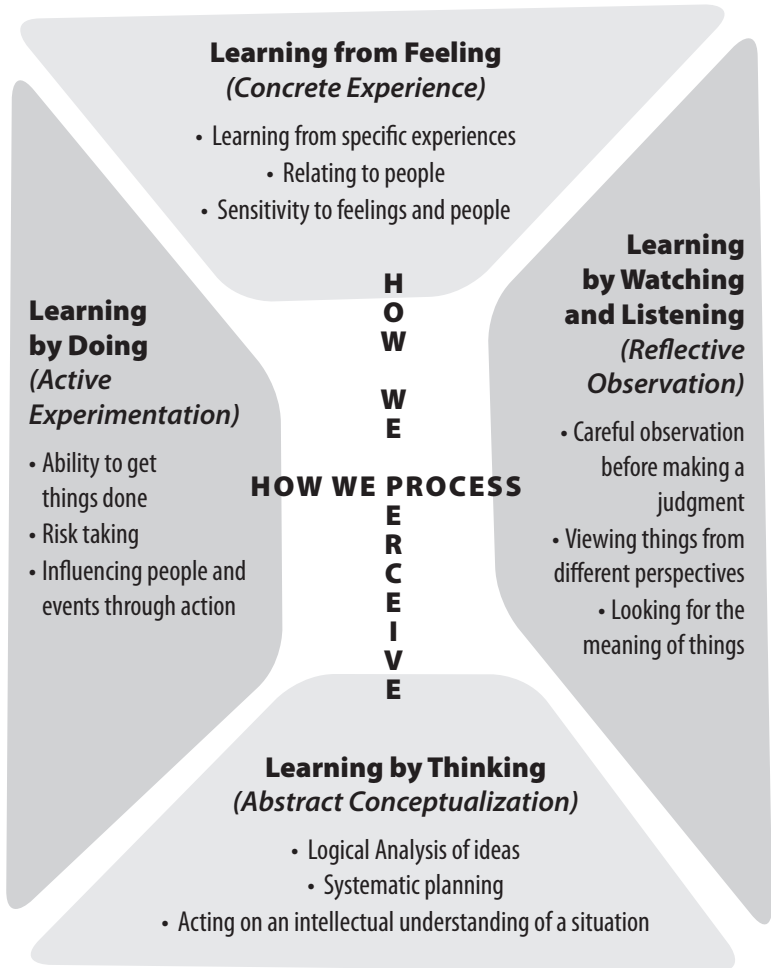 Learning from Feeling
(Concrete Experience)
• Learning from specific experiences
• Relating to people
• Sensitivity to feelings and people
Learning
by Doing
(Active
Experimentation)
• Ability to get
things done
• Risk taking
• Influencing people and
events through action
HOW WE PERCEIVE
HOW WE PROCESS
Learning
by Watching
and Listening
(Reflective
Observation)
• Careful observation
before making a
judgment
• Viewing things from
different perspectives
• Looking for the
meaning of things
Learning by Thinking
(Abstract Conceptualization)
• Logical Analysis of ideas
• Systematic planning
• Acting on an intellectual understanding of a situation